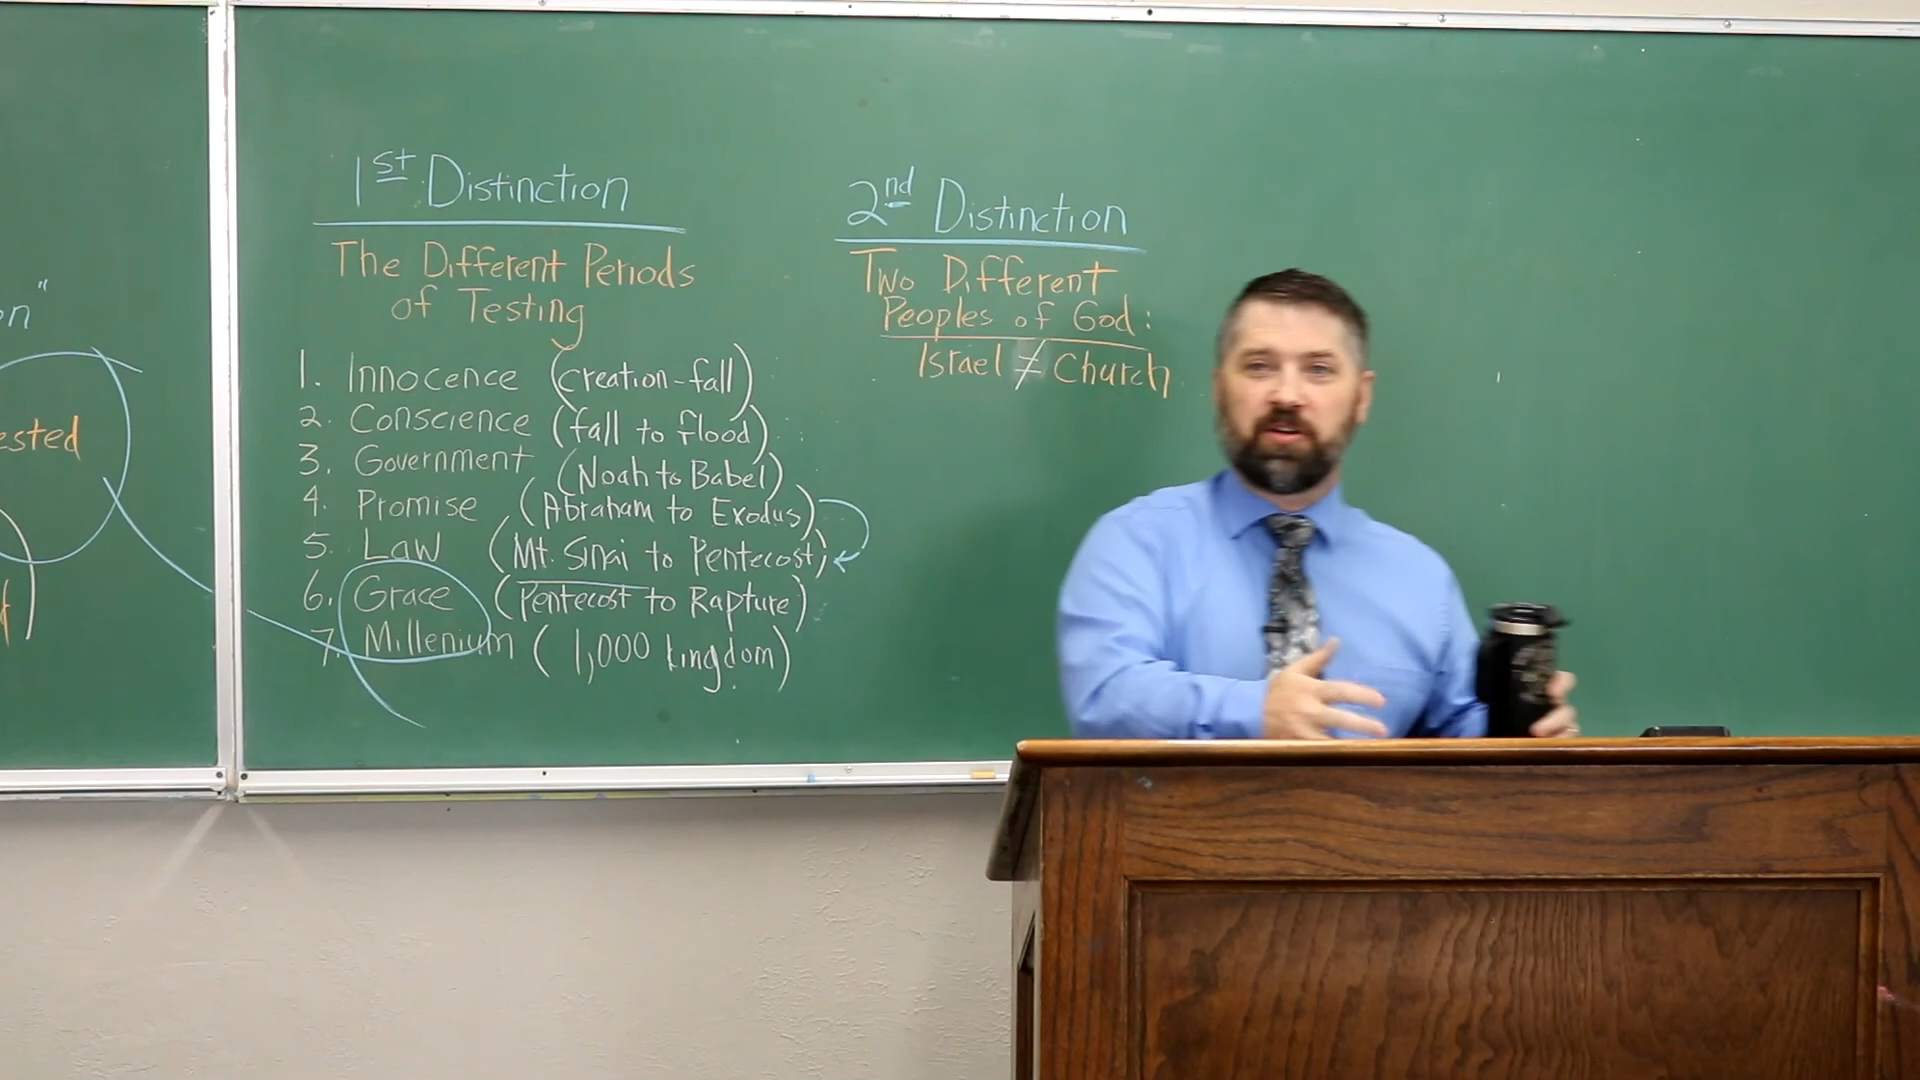 1st Distinction
The Different Periods
of Testing
1. Innocence (creation-fall)
2. Conscience (fall to flood)
3. Government (Noah to Babel)
4. Promise (Abraham to Exodus)
5. Law (Mt. Sinai to Pentecost)
6. Grace (Pentecost to Rapture)
7. Millenium (1,000 kingdom)
2nd Distinction
Two Different
Peoples of God:
Israel ≠ Church
on"
ested